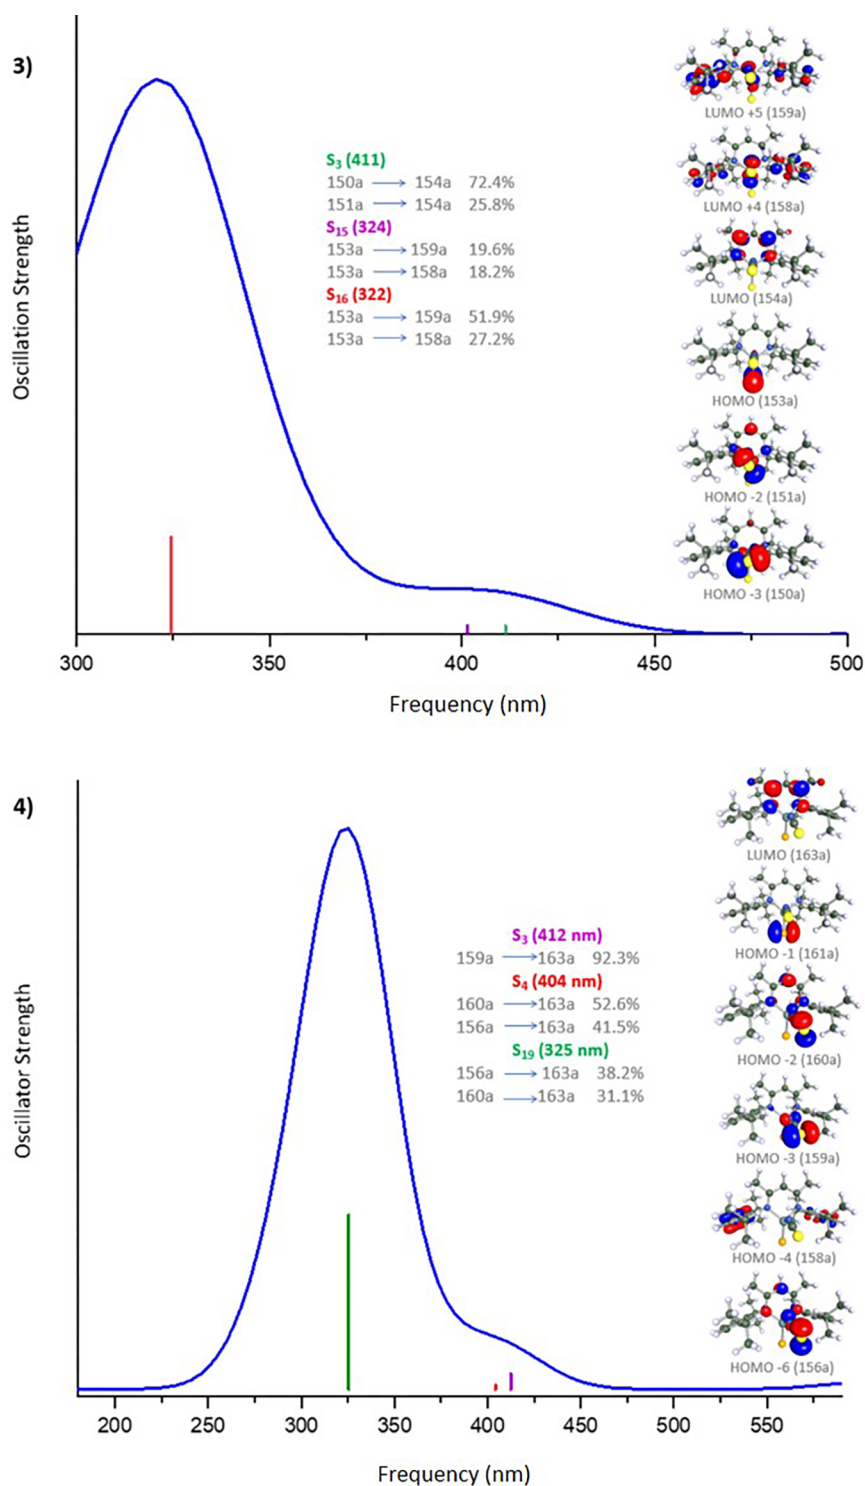 3)
Oscillation Strength
S3 (411)
150a → 154a 72.4%
151a → 154a 25.8%
S15 (324)
153a → 159a 19.6%
153a → 158a 18.2%
S16 (322)
153a → 159a 51.9%
153a → 158a 27.2%
LUMO +5 (159a)
LUMO +4 (158a)
LUMO (154a)
HOMO (153a)
HOMO -2 (151a)
HOMO -3 (150a)
300 350 400 450 500
Frequency (nm)
4)
Oscillator Strength
S3 (412 nm)
159a → 163a 92.3%
S4 (404 nm)
160a → 163a 52.6%
156a → 163a 41.5%
S19 (325 nm)
156a → 163a 38.2%
160a → 163a 31.1%
LUMO (163a)
HOMO -1 (161a)
HOMO -2 (160a)
HOMO -3 (159a)
HOMO -4 (158a)
HOMO -6 (156a)
200 250 300 350 400 450 500 550
Frequency (nm)